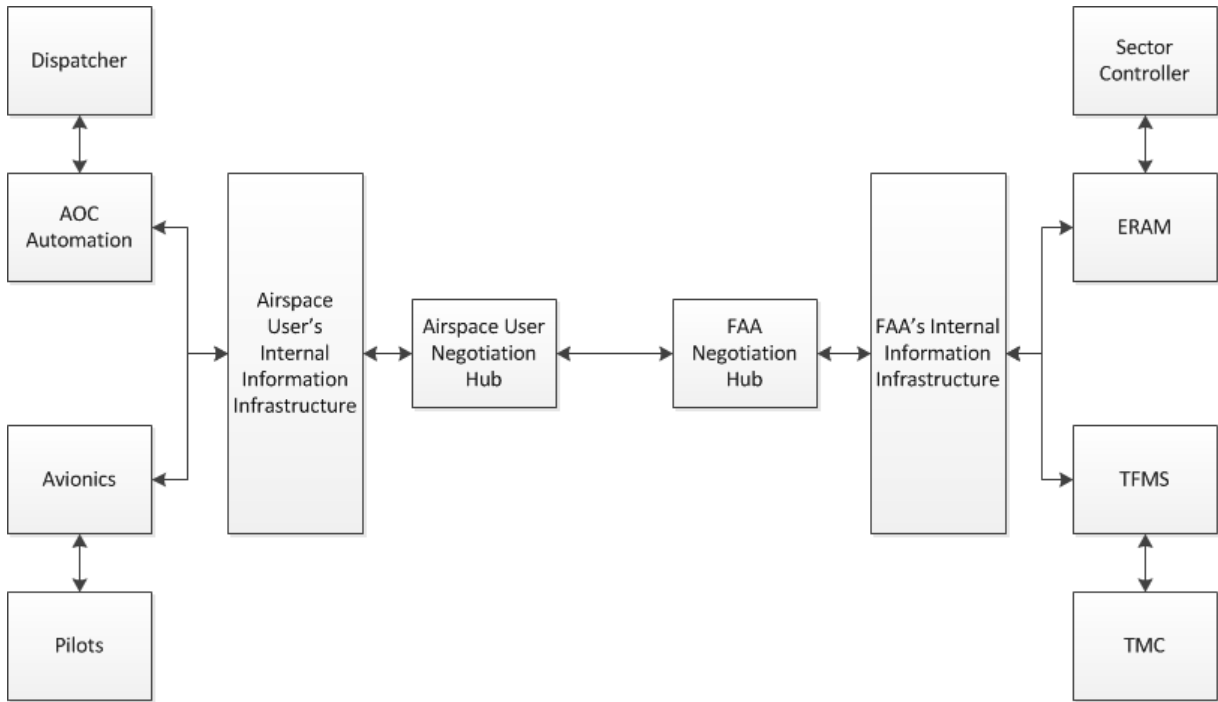 Dispatcher
Sector
Controller
AOC
Automation
ERAM
Airspace
User's
Internal
Information
Infrastructure
Airspace User
Negotiation
Hub
FAA
Negotiation
Hub
FAA's Internal
Information
Infrastructure
Avionics
TFMS
Pilots
TMC